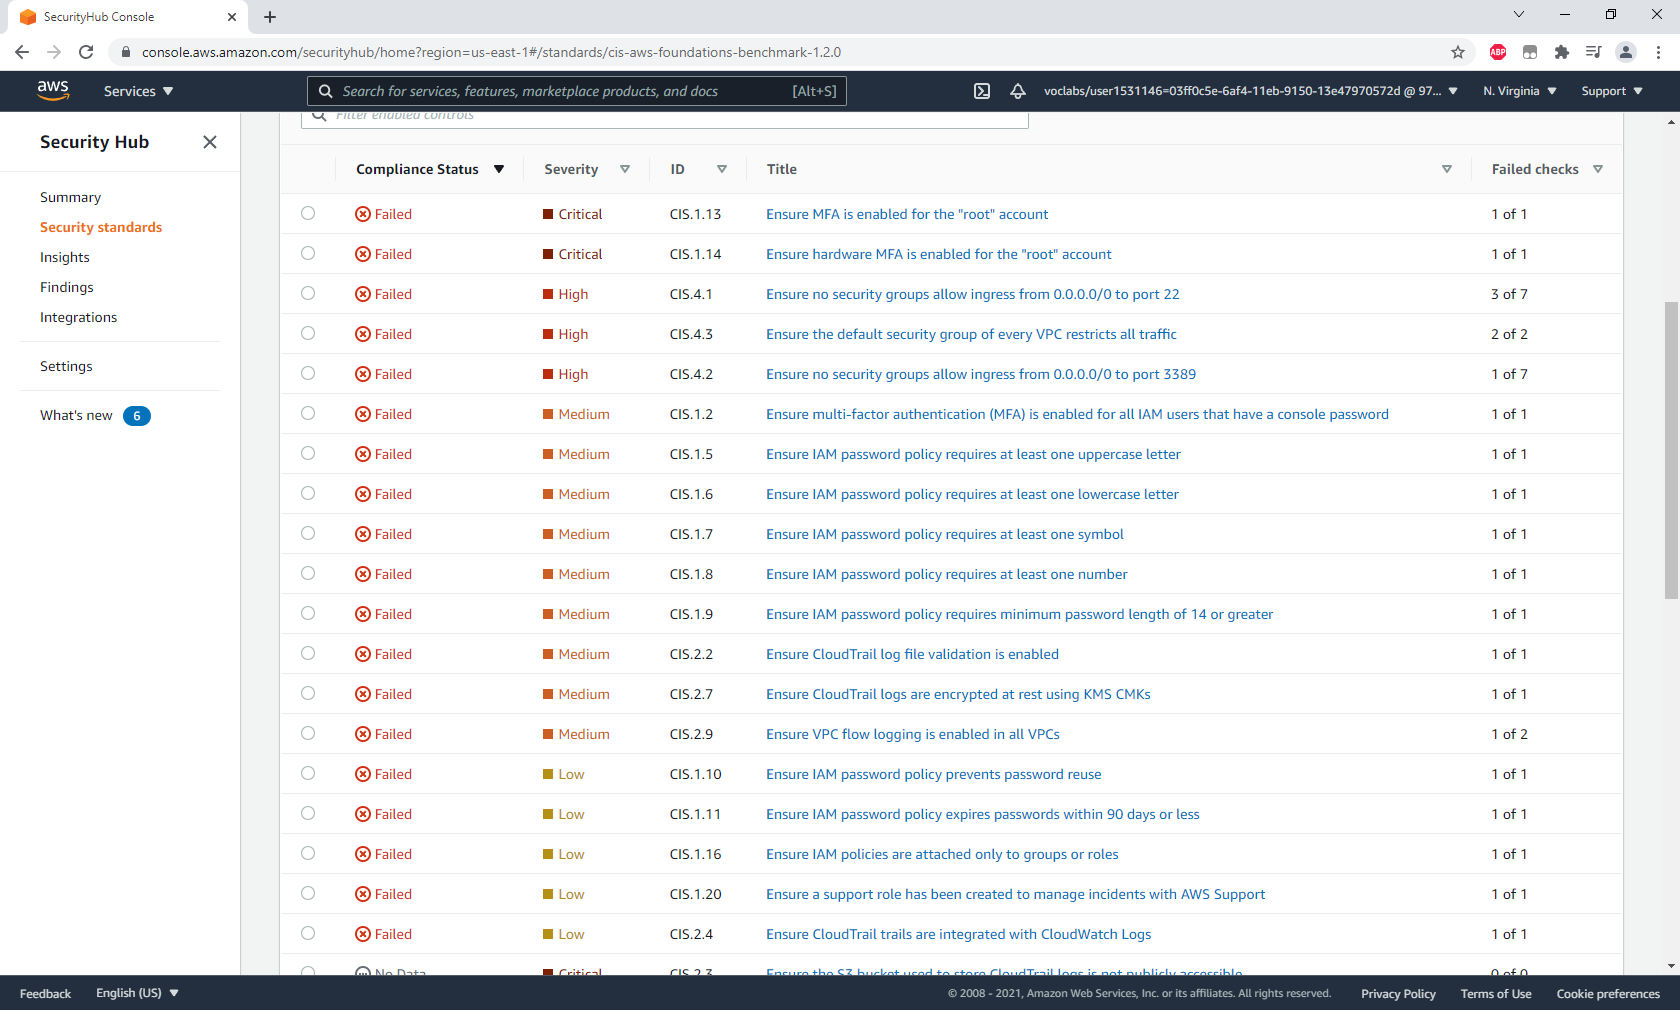 SecurityHub Console
console.aws.amazon.com/securityhub/home?region=us-east-1#/standards/cis-aws-foundations-benchmark-1.2.0
ABP
aws Services Search for services, features, marketplace products, and docs [Alt+S] voclabs/user1531146=03ff0c5e-6af4-11eb-9150-13e47970572d @ 97... N. Virginia Support
Security Hub
Summary
Security standards
Insights
Findings
Integrations
Settings
What's new 6
Filter enabled controls
Compliance Status Severity ID Title Failed checks
Failed Critical CIS.1.13 Ensure MFA is enabled for the "root" account 1 of 1
Failed Critical CIS.1.14 Ensure hardware MFA is enabled for the "root" account 1 of 1
Failed High CIS.4.1 Ensure no security groups allow ingress from 0.0.0.0/0 to port 22 3 of 7
Failed High CIS.4.3 Ensure the default security group of every VPC restricts all traffic 2 of 2
Failed High CIS.4.2 Ensure no security groups allow ingress from 0.0.0.0/0 to port 3389 1 of 7
Failed Medium CIS.1.2 Ensure multi-factor authentication (MFA) is enabled for all IAM users that have a console password 1 of 1
Failed Medium CIS.1.5 Ensure IAM password policy requires at least one uppercase letter 1 of 1
Failed Medium CIS.1.6 Ensure IAM password policy requires at least one lowercase letter 1 of 1
Failed Medium CIS.1.7 Ensure IAM password policy requires at least one symbol 1 of 1
Failed Medium CIS.1.8 Ensure IAM password policy requires at least one number 1 of 1
Failed Medium CIS.1.9 Ensure IAM password policy requires minimum password length of 14 or greater 1 of 1
Failed Medium CIS.2.2 Ensure CloudTrail log file validation is enabled 1 of 1
Failed Medium CIS.2.7 Ensure CloudTrail logs are encrypted at rest using KMS CMKs 1 of 1
Failed Medium CIS.2.9 Ensure VPC flow logging is enabled in all VPCs 1 of 2
Failed Low CIS.1.10 Ensure IAM password policy prevents password reuse 1 of 1
Failed Low CIS.1.11 Ensure IAM password policy expires passwords within 90 days or less 1 of 1
Failed Low CIS.1.16 Ensure IAM policies are attached only to groups or roles 1 of 1
Failed Low CIS.1.20 Ensure a support role has been created to manage incidents with AWS Support 1 of 1
Failed Low CIS.2.4 Ensure CloudTrail trails are integrated with CloudWatch Logs 1 of 1
No Data Critical CIS.2.3 Ensure the S3 bucket used to store CloudTrail logs is not publicly accessible 0 of 0
Feedback English (US) © 2008 - 2021, Amazon Web Services, Inc. or its affiliates. All rights reserved. Privacy Policy Terms of Use Cookie preferences